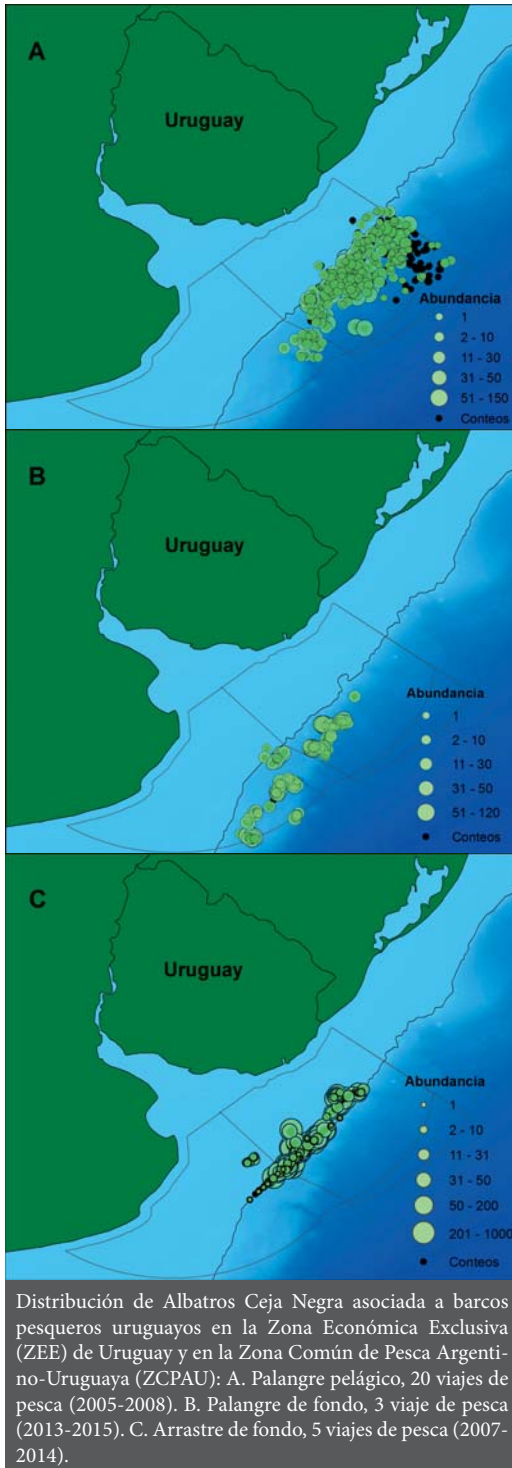 A
Uruguay
Abundancia
1
2 - 10
11 - 30
31 - 50
51 - 150
Conteos
B
Uruguay
Abundancia
1
2 - 10
11 - 30
31 - 50
51 - 120
Conteos
C
Uruguay
Abundancia
1
2 - 10
11 - 31
31 - 50
50 - 200
201 - 1000
Conteos
Distribución de Albatros Ceja Negra asociada a barcos
pesqueros uruguayos en la Zona Económica Exclusiva
(ZEE) de Uruguay y en la Zona Común de Pesca Argenti-
no-Uruguaya (ZCPAU): A. Palangre pelágico, 20 viajes de
pesca (2005-2008). B. Palangre de fondo, 3 viaje de pesca
(2013-2015). C. Arrastre de fondo, 5 viajes de pesca (2007-
2014).